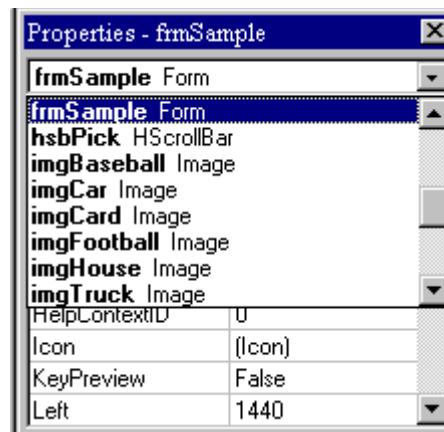 Properties - frmSample
frmSample Form
frmSample Form
hsbPick HScrollBar
imgBaseball Image
imgCar Image
imgCard Image
imgFootball Image
imgHouse Image
imgTruck Image
HelpContextID 0
Icon (Icon)
KeyPreview False
Left 1440